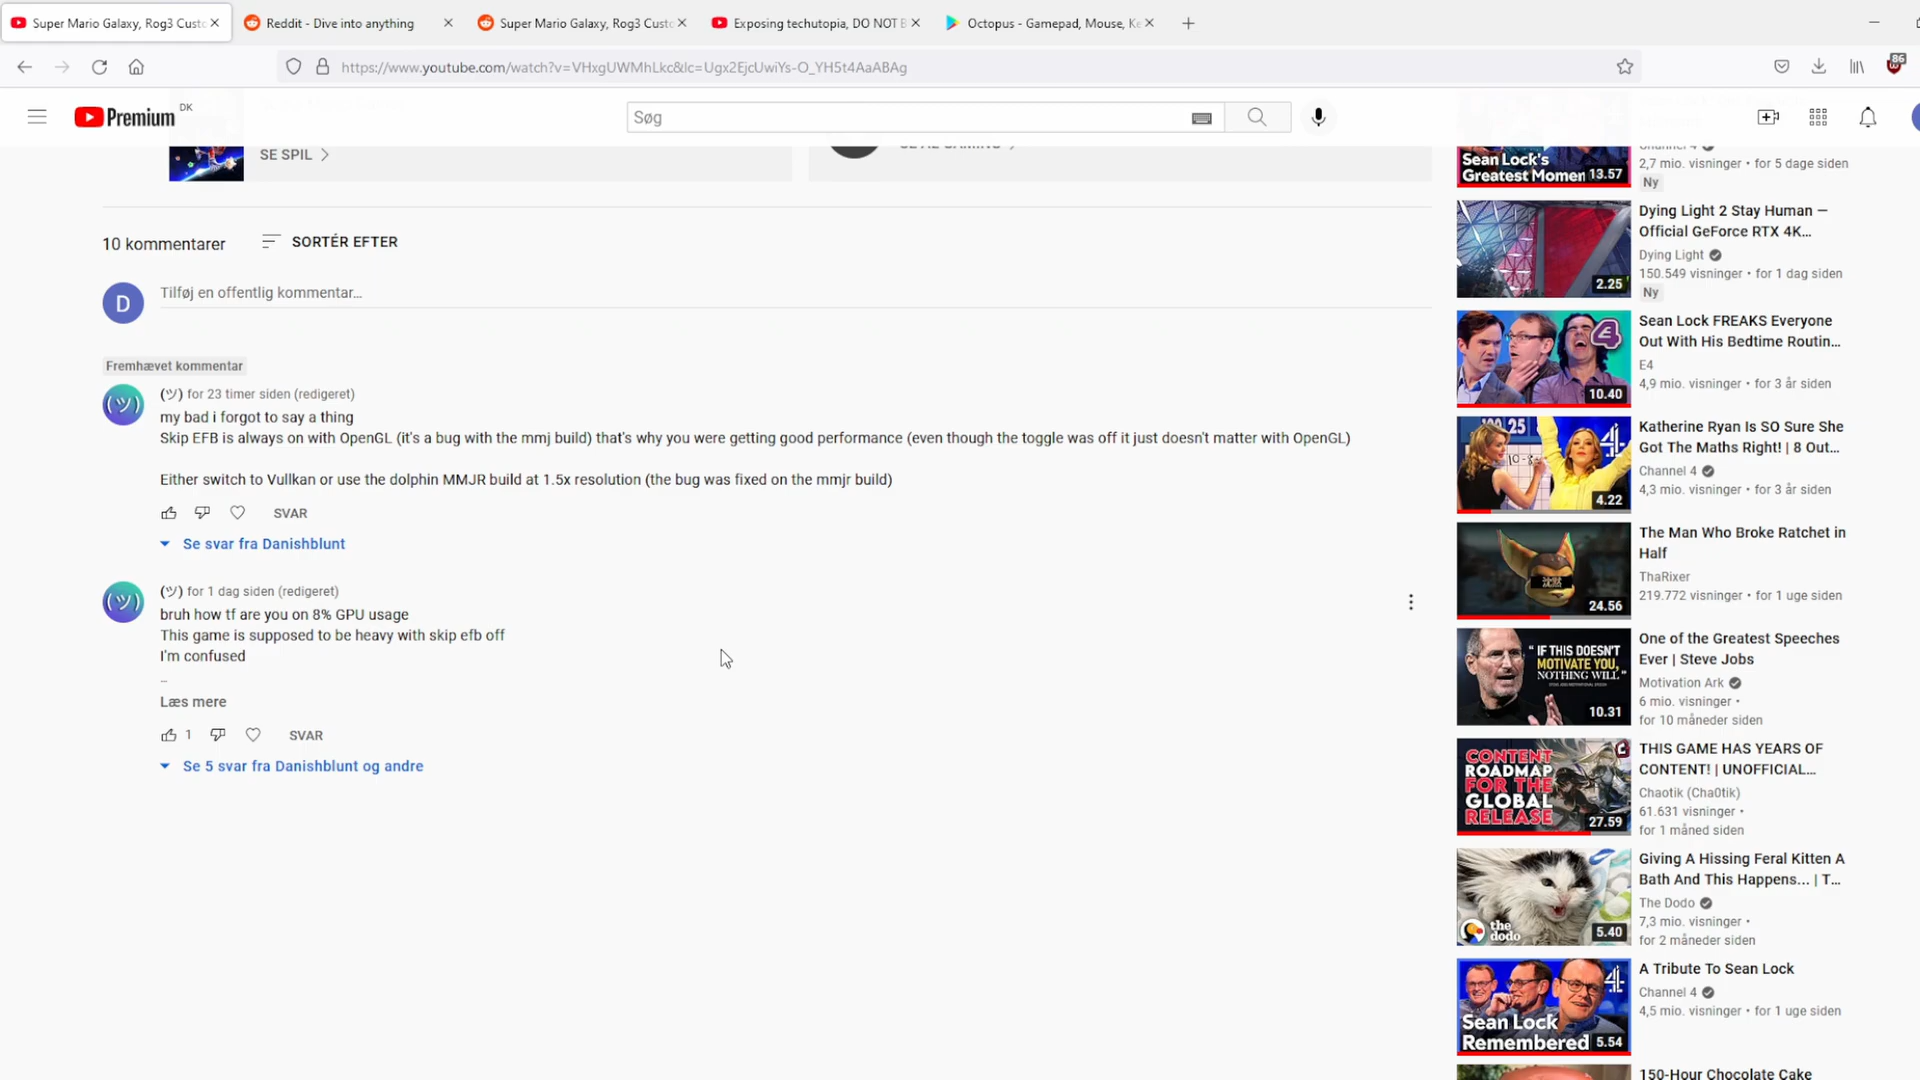 Super Mario Galaxy, Rog3 Custo
Reddit - Dive into anything
Super Mario Galaxy, Rog3 Custo
Exposing techutopia, DO NOT B
Octopus - Gamepad, Mouse, Ke
https://www.youtube.com/watch?v=VHxgUWMhLkc&lc=Ugx2EjcUwiYs-O_YH5t4AaABAg
86
Premium
DK
Søg
SE SPIL
10 kommentarer
SORTÉR EFTER
D
Tilføj en offentlig kommentar...
Fremhævet kommentar
(ツ) for 23 timer siden (redigeret)
my bad i forgot to say a thing
Skip EFB is always on with OpenGL (it's a bug with the mmj build) that's why you were getting good performance (even though the toggle was off it just doesn't matter with OpenGL)
Either switch to Vullkan or use the dolphin MMJR build at 1.5x resolution (the bug was fixed on the mmjr build)
SVAR
Se svar fra Danishblunt
(ツ) for 1 dag siden (redigeret)
bruh how tf are you on 8% GPU usage
This game is supposed to be heavy with skip efb off
I'm confused
...
Læs mere
1
SVAR
Se 5 svar fra Danishblunt og andre
Sean Lock's
Greatest Momen
13.57
2,7 mio. visninger • for 5 dage siden
Ny
2.25
Dying Light 2 Stay Human —
Official GeForce RTX 4K...
Dying Light
150.549 visninger • for 1 dag siden
Ny
10.40
Sean Lock FREAKS Everyone
Out With His Bedtime Routin...
E4
4,9 mio. visninger • for 3 år siden
4.22
Katherine Ryan Is SO Sure She
Got The Maths Right! | 8 Out...
Channel 4
4,3 mio. visninger • for 3 år siden
24.56
The Man Who Broke Ratchet in
Half
ThaRixer
219.772 visninger • for 1 uge siden
" IF THIS DOESN'T
MOTIVATE YOU,
NOTHING WILL. "
10.31
One of the Greatest Speeches
Ever | Steve Jobs
Motivation Ark
6 mio. visninger •
for 10 måneder siden
CONTENT
ROADMAP
FOR THE
GLOBAL
RELEASE
27.59
THIS GAME HAS YEARS OF
CONTENT! | UNOFFICIAL...
Chaotik (Cha0tik)
61.631 visninger •
for 1 måned siden
the
dodo
5.40
Giving A Hissing Feral Kitten A
Bath And This Happens... | T...
The Dodo
7,3 mio. visninger •
for 2 måneder siden
Sean Lock
Remembered
5.54
A Tribute To Sean Lock
Channel 4
4,5 mio. visninger • for 1 uge siden
150-Hour Chocolate Cake